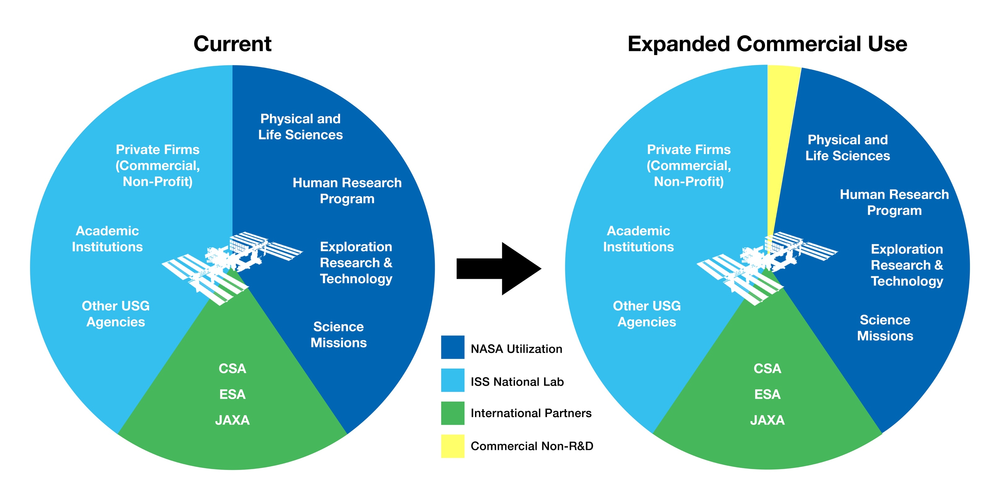 Current
Private Firms
(Commercial,
Non-Profit)
Academic
Institutions
Other USG
Agencies
Physical and
Life Sciences
Human Research
Program
Exploration
Research &
Technology
Science
Missions
CSA
ESA
JAXA
NASA Utilization
ISS National Lab
International Partners
Commercial Non-R&D
Expanded Commercial Use
Private Firms
(Commercial,
Non-Profit)
Academic
Institutions
Other USG
Agencies
Physical and
Life Sciences
Human Research
Program
Exploration
Research &
Technology
Science
Missions
CSA
ESA
JAXA